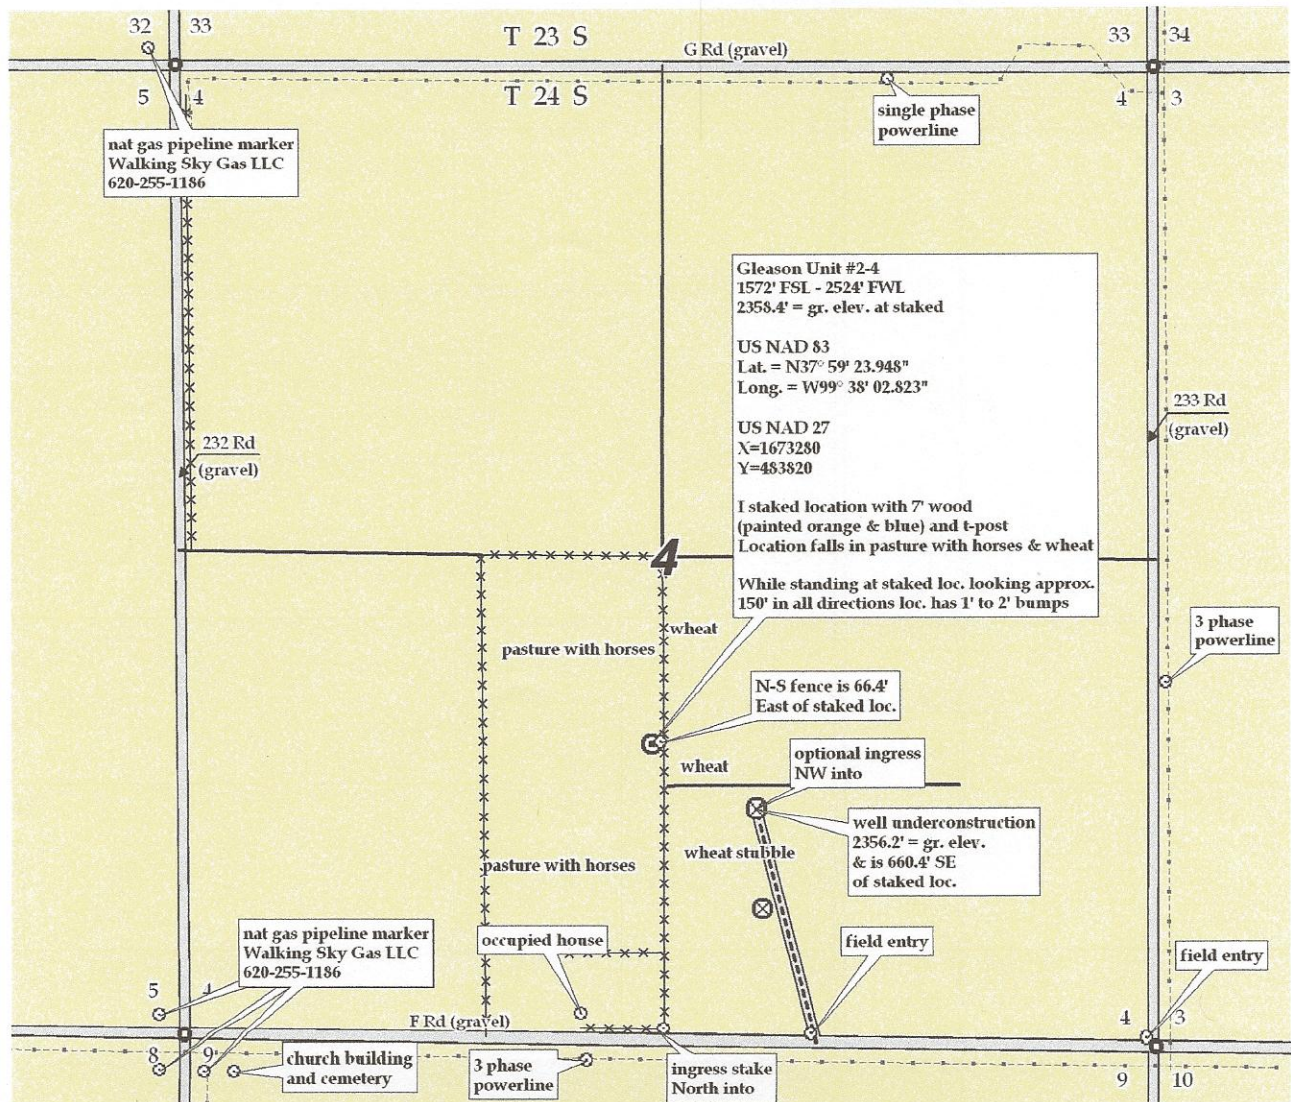 32 33
T 23 S
33 34
G Rd (gravel)
5 4
T 24 S
4 3
single phase
powerline
nat gas pipeline marker
Walking Sky Gas LLC
620-255-1186
Gleason Unit #2-4
1572' FSL - 2524' FWL
2358.4' = gr. elev. at staked
US NAD 83
Lat. = N37° 59' 23.948"
Long. = W99° 38' 02.823"
US NAD 27
X=1673280
Y=483820
I staked location with 7' wood
(painted orange & blue) and t-post
Location falls in pasture with horses & wheat
While standing at staked loc. looking approx.
150' in all directions loc. has 1' to 2' bumps
232 Rd
(gravel)
233 Rd
(gravel)
4
wheat
pasture with horses
3 phase
powerline
N-S fence is 66.4'
East of staked loc.
wheat
optional ingress
NW into
well underconstruction
2356.2' = gr. elev.
& is 660.4' SE
of staked loc.
wheat stubble
pasture with horses
nat gas pipeline marker
Walking Sky Gas LLC
620-255-1186
occupied house
field entry
field entry
5 4
F Rd (gravel)
4 3
8 9
church building
and cemetery
3 phase
powerline
ingress stake
North into
9 10